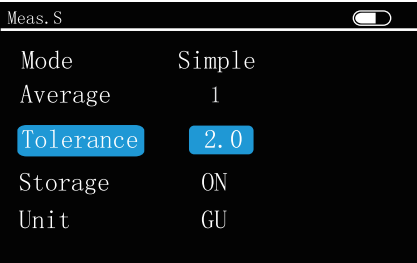 Meas.S
Mode Simple
Average 1
Tolerance 2.0
Storage ON
Unit GU